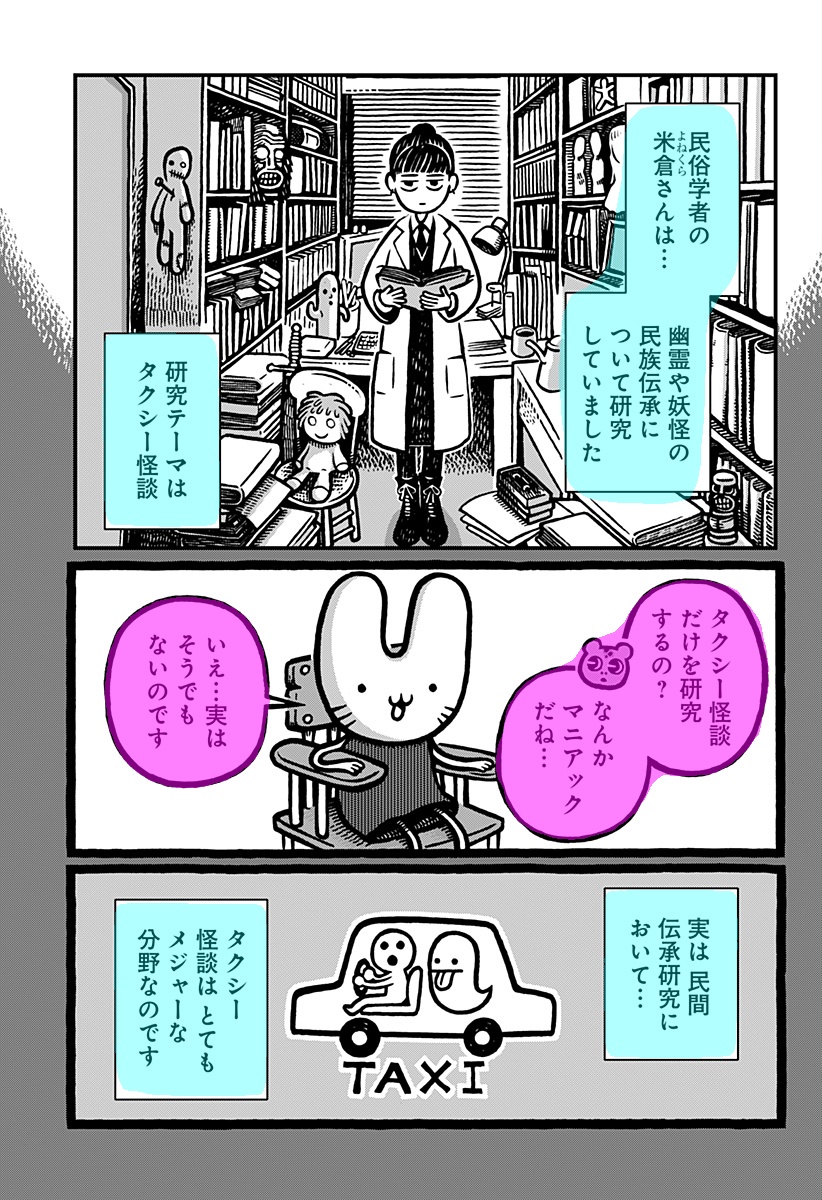 民俗学者の
米倉さんは…
よねくら
幽霊や妖怪の
民族伝承に
ついて研究
していました
研究テーマは
タクシー怪談
タクシー怪談
だけを研究
するの？
なんか
マニアック
だね…
いえ…実は
そうでも
ないのです
実は 民間
伝承研究に
おいて…
タクシー
怪談は とても
メジャーな
分野なのです
TAXI